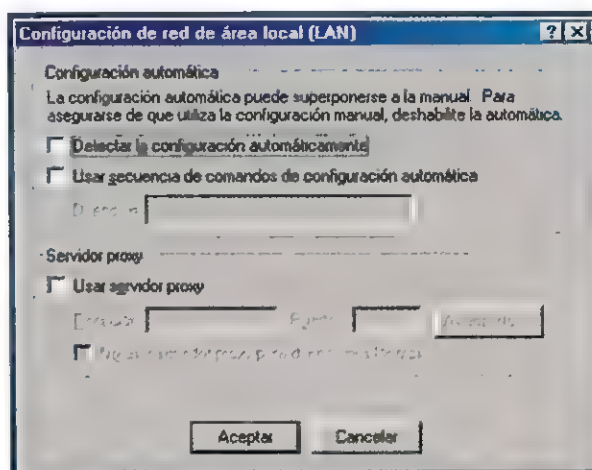 Configuración de red de área local (LAN)
Configuración automática
La configuración automática puede superponerse a la manual. Para
asegurarse de que utiliza la configuración manual, deshabilite la automática.
Detectar la configuración automáticamente
Usar secuencia de comandos de configuración automática
Servidor proxy
Usar servidor proxy
Aceptar
Cancelar